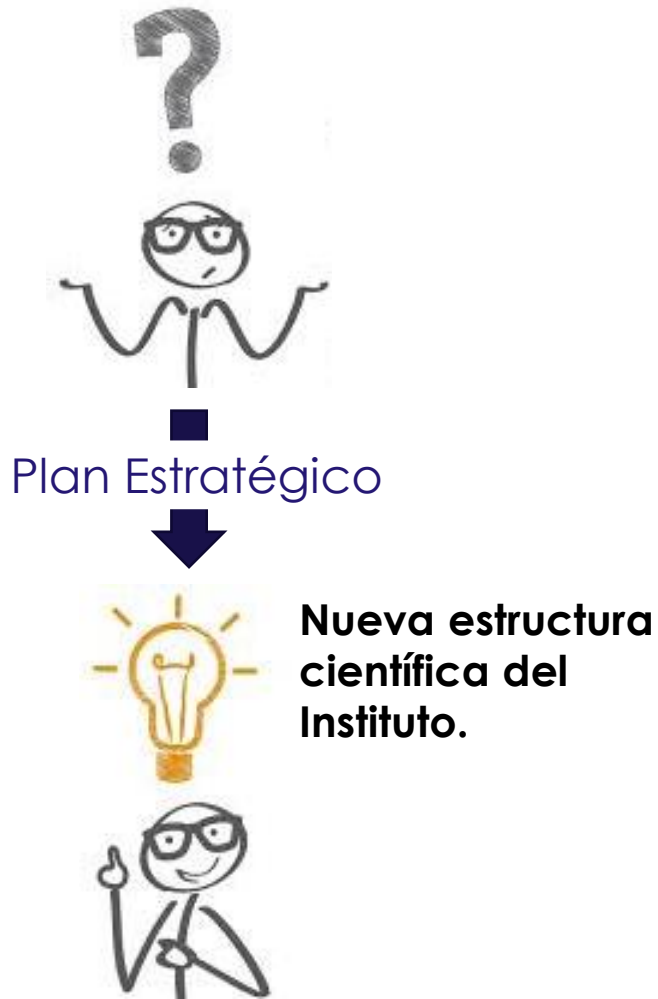 ?
Plan Estratégico
Nueva estructura
científica del
Instituto.